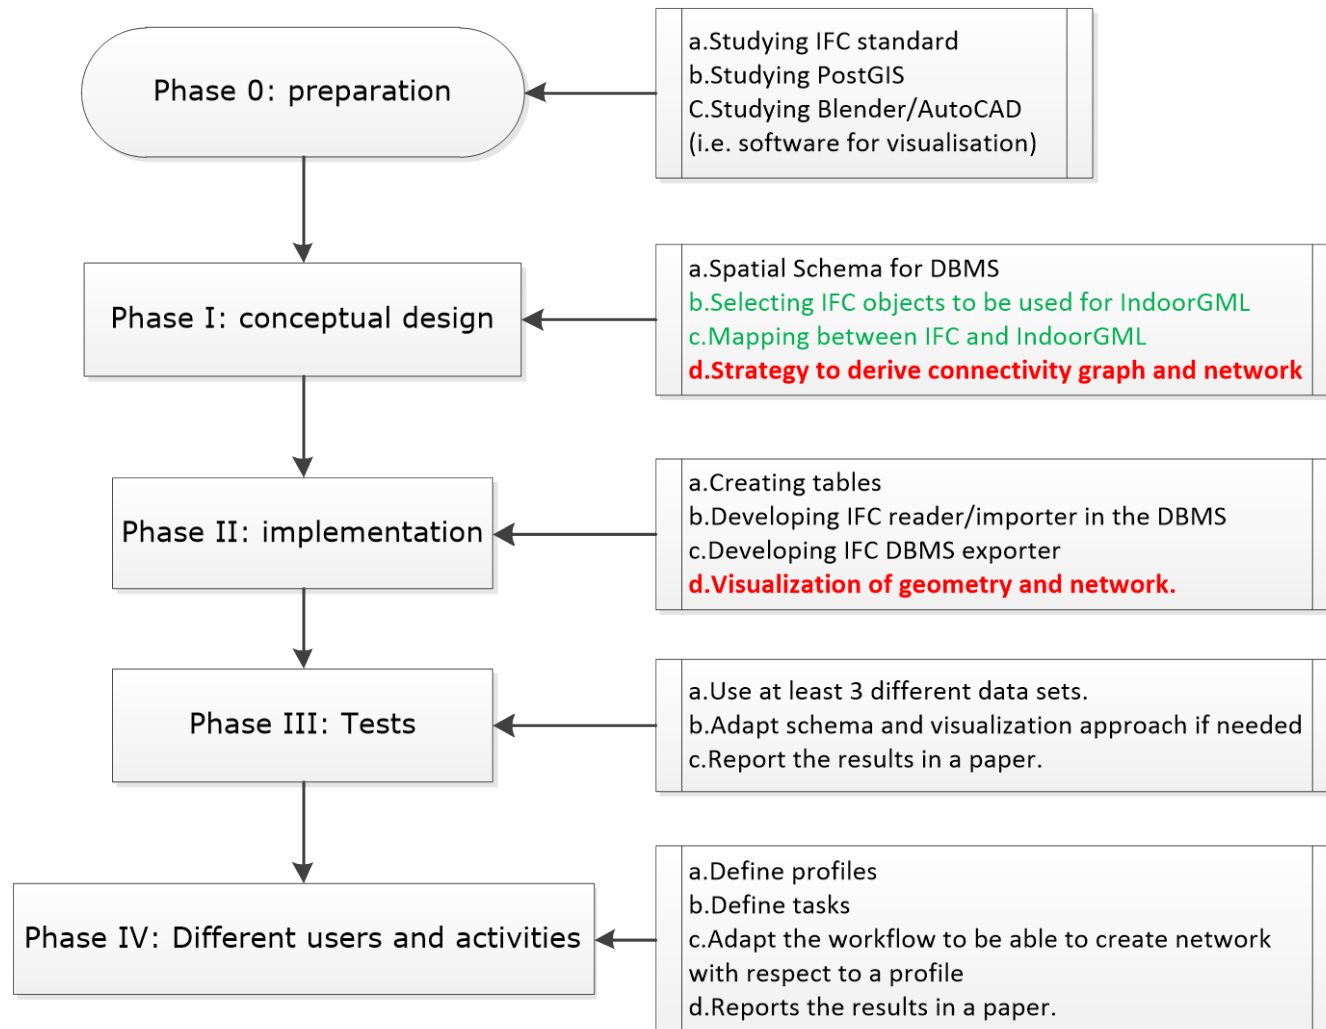 Phase 0: preparation
a.Studying IFC standard
b.Studying PostGIS
C.Studying Blender/AutoCAD
(i.e. software for visualisation)
Phase I: conceptual design
a.Spatial Schema for DBMS
b.Selecting IFC objects to be used for IndoorGML
c.Mapping between IFC and IndoorGML
d.Strategy to derive connectivity graph and network
Phase II: implementation
a.Creating tables
b.Developing IFC reader/importer in the DBMS
c.Developing IFC DBMS exporter
d.Visualization of geometry and network.
Phase III: Tests
a.Use at least 3 different data sets.
b.Adapt schema and visualization approach if needed
c.Report the results in a paper.
Phase IV: Different users and activities
a.Define profiles
b.Define tasks
c.Adapt the workflow to be able to create network
with respect to a profile
d.Reports the results in a paper.